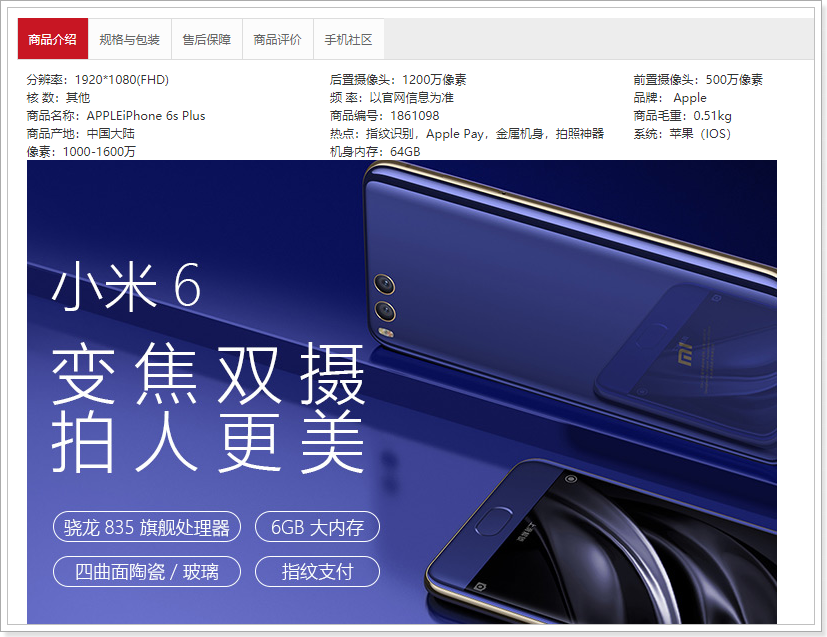 商品介绍 规格与包装 售后保障 商品评价 手机社区
分辨率：1920*1080(FHD) 后置摄像头：1200万像素 前置摄像头：500万像素
核 数：其他 频 率：以官网信息为准 品牌： Apple
商品名称：APPLEiPhone 6s Plus 商品编号：1861098 商品毛重：0.51kg
商品产地：中国大陆 热点：指纹识别，Apple Pay，金属机身，拍照神器 系统：苹果（IOS）
像素：1000-1600万 机身内存：64GB
小米 6
变焦双摄
拍人更美
骁龙 835 旗舰处理器 6GB 大内存
四曲面陶瓷 / 玻璃 指纹支付